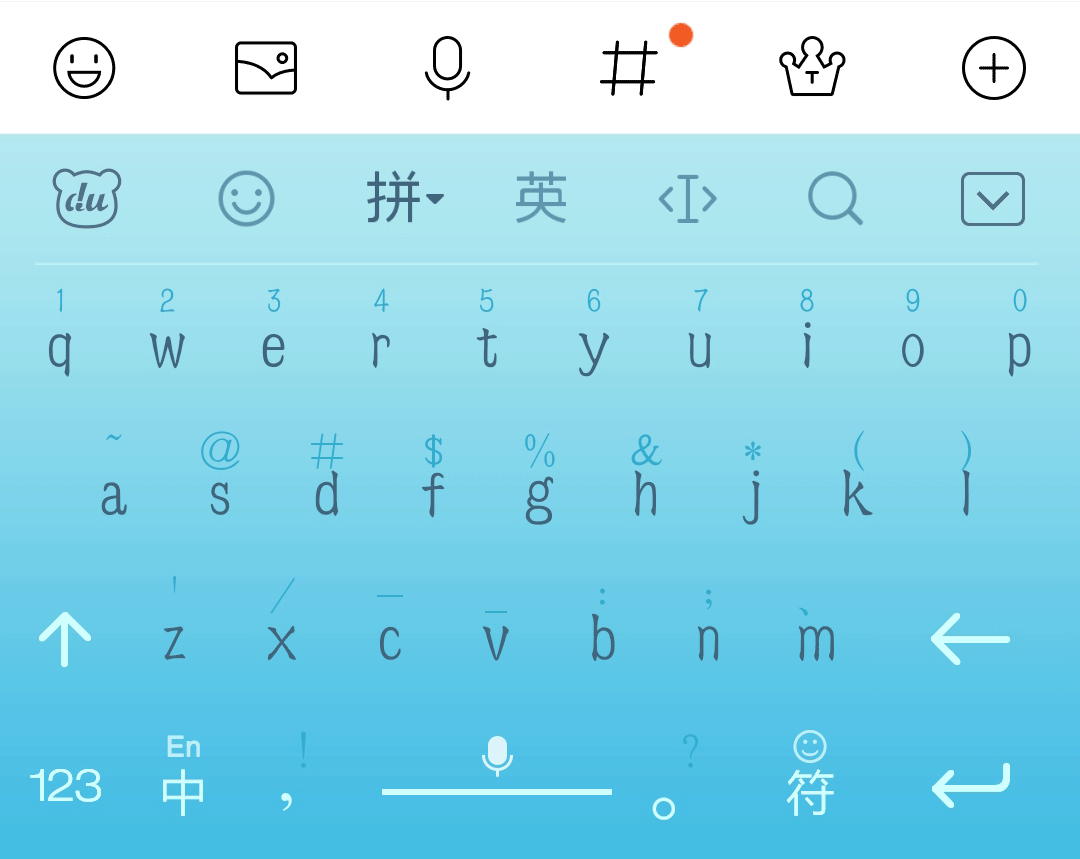 T
du 拼 英
1 2 3 4 5 6 7 8 9 0
q w e r t y u i o p
~ @ # $ % & * ( )
a s d f g h j k l
' / — _ : ; 、
z x c v b n m
En ! ?
123 中 , 。 符